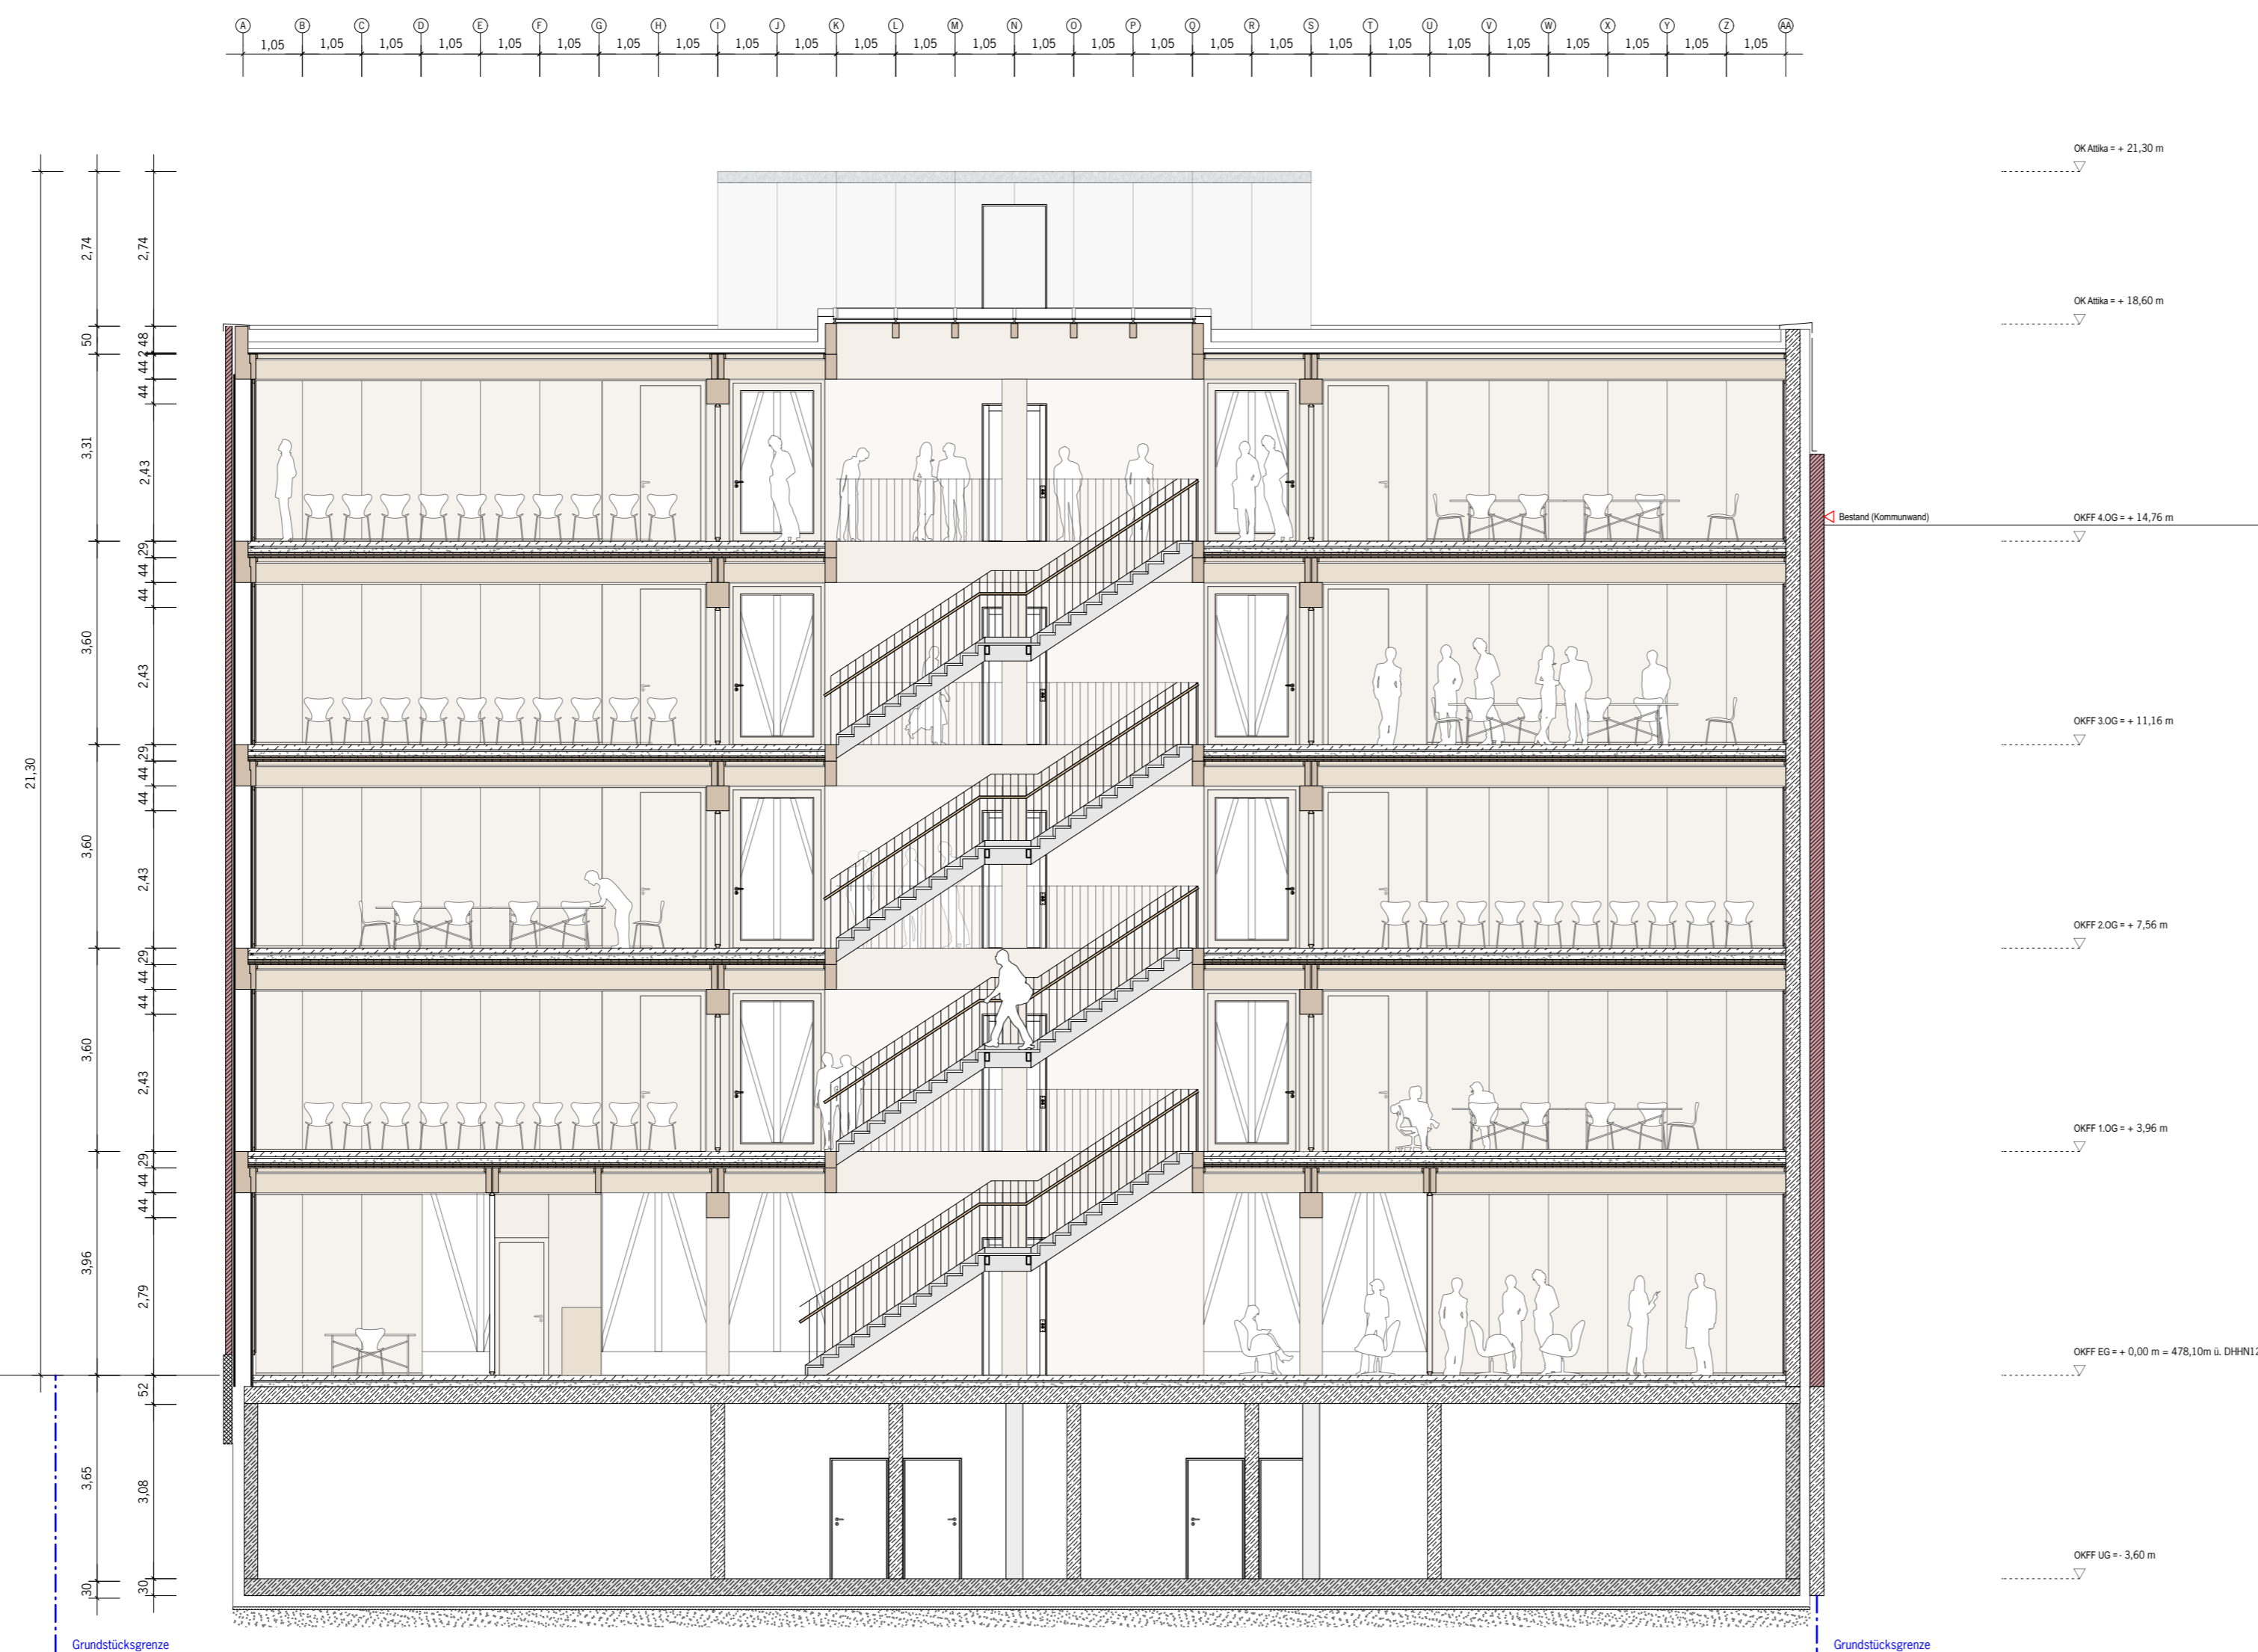 A B C D E F G H I J K L M N O P Q R S T U V W X Y Z AA
1,05 1,05 1,05 1,05 1,05 1,05 1,05 1,05 1,05 1,05 1,05 1,05 1,05 1,05 1,05 1,05 1,05 1,05 1,05 1,05 1,05 1,05 1,05 1,05 1,05 1,05
OK Attika = + 21,30 m
2,74 2,74
OK Attika = + 18,60 m
50 48
2
44
44
3,31 2,43
Bestand (Kommunwand)
OKFF 4.OG = + 14,76 m
29
44
44
3,60 2,43
OKFF 3.OG = + 11,16 m
29
21,30
44
44
3,60 2,43
OKFF 2.OG = + 7,56 m
29
44
44
3,60 2,43
OKFF 1.OG = + 3,96 m
29
44
44
3,96 2,79
OKFF EG = + 0,00 m = 478,10m ü. DHHN12
52
3,65 3,08
OKFF UG = - 3,60 m
30 30
Grundstücksgrenze Grundstücksgrenze